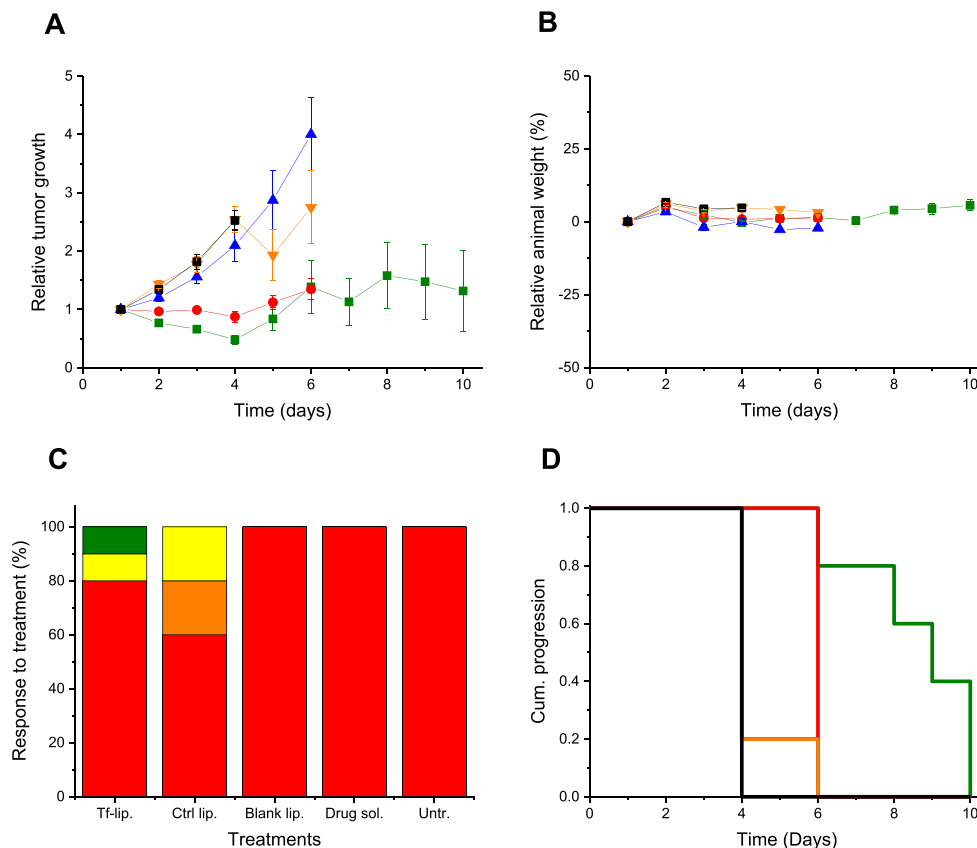 A
5
4
3
2
1
0
0 2 4 6 8 10
Relative tumor growth
Time (days)
B
50
25
0
-25
-50
0 2 4 6 8 10
Relative animal weight (%)
Time (days)
C
100
80
60
40
20
0
Response to treatment (%)
Tf-lip. Ctrl lip. Blank lip. Drug sol. Untr.
Treatments
D
1.0
0.8
0.6
0.4
0.2
0.0
0 2 4 6 8 10
Cum. progression
Time (Days)